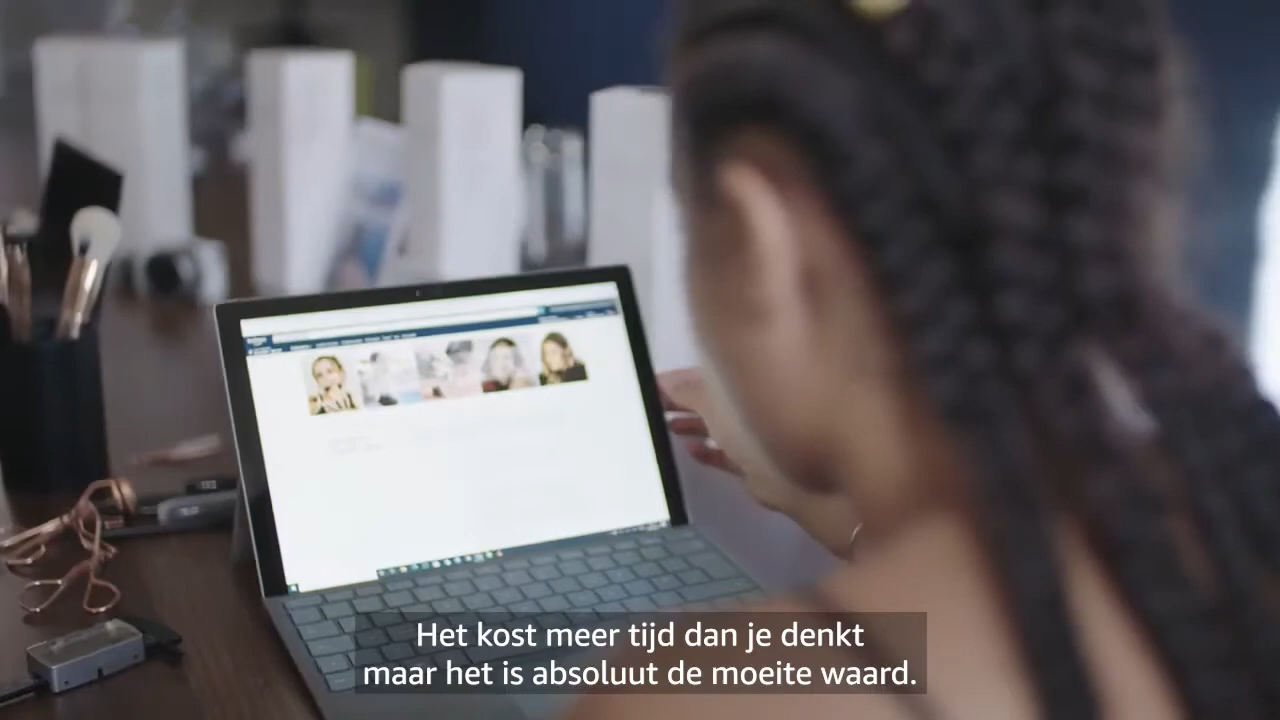 Het kost meer tijd dan je denkt
maar het is absoluut de moeite waard.